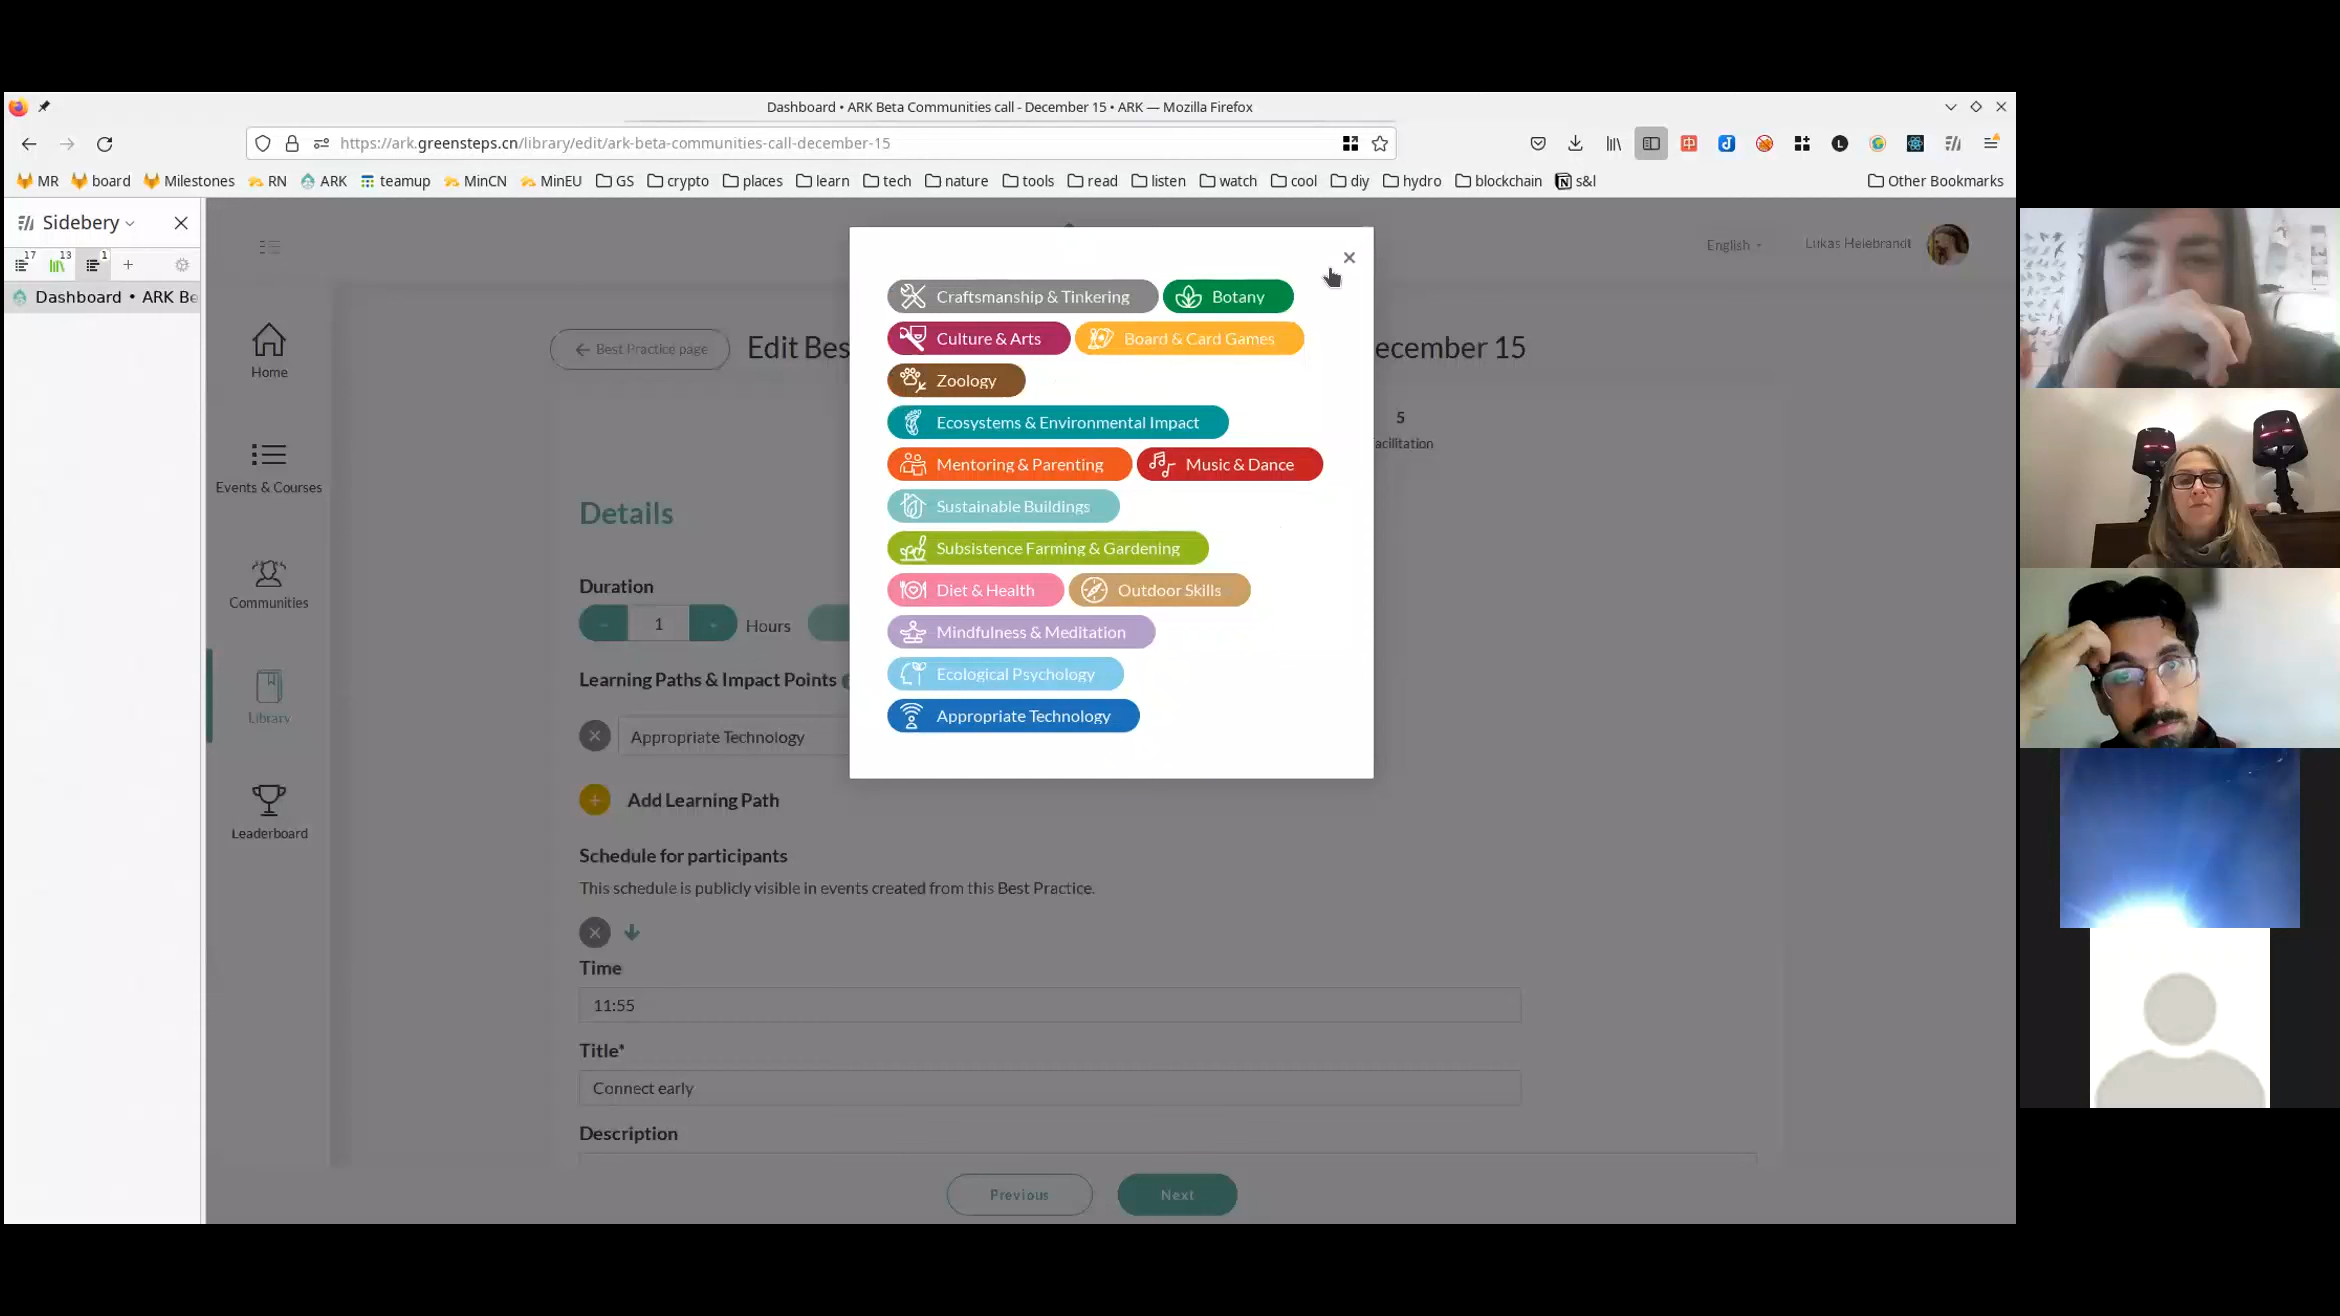 Dashboard • ARK Beta Communities call - December 15 • ARK — Mozilla Firefox
https://ark.greensteps.cn/library/edit/ark-beta-communities-call-december-15
MR board Milestones RN ARK teamup MinCN MinEU GS crypto places learn tech nature tools read listen watch cool diy hydro blockchain s&l Other Bookmarks
Sidebery
17 13 1
Dashboard • ARK Be
English
Lukas Heiebrandt
Home
Events & Courses
Communities
Library
Leaderboard
Best Practice page
Edit Bes
ecember 15
5
acilitation
Details
Duration
1 Hours
Learning Paths & Impact Points
Appropriate Technology
Add Learning Path
Schedule for participants
This schedule is publicly visible in events created from this Best Practice.
Time
11:55
Title*
Connect early
Description
Previous Next
Craftsmanship & Tinkering Botany
Culture & Arts Board & Card Games
Zoology
Ecosystems & Environmental Impact
Mentoring & Parenting Music & Dance
Sustainable Buildings
Subsistence Farming & Gardening
Diet & Health Outdoor Skills
Mindfulness & Meditation
Ecological Psychology
Appropriate Technology